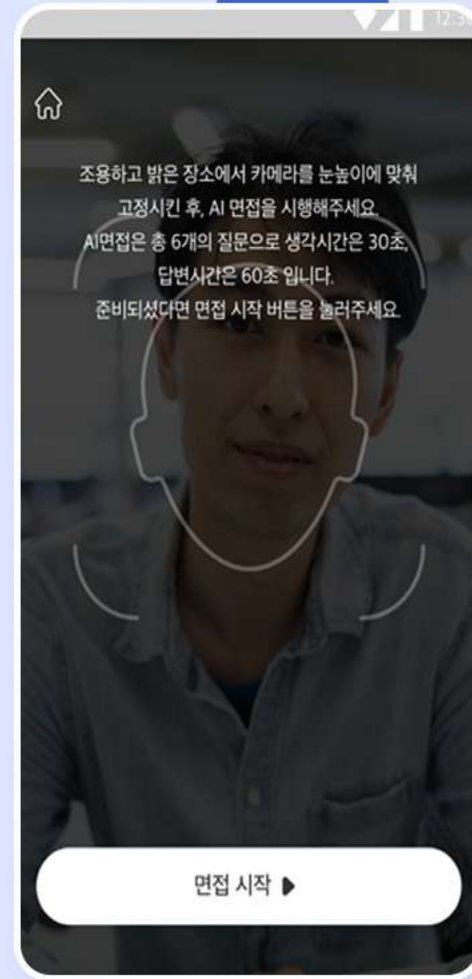 12:30
조용하고 밝은 장소에서 카메라를 눈높이에 맞춰
고정시킨 후, AI 면접을 시행해주세요.
AI면접은 총 6개의 질문으로 생각시간은 30초,
답변시간은 60초 입니다.
준비되셨다면 면접 시작 버튼을 눌러주세요.
면접 시작